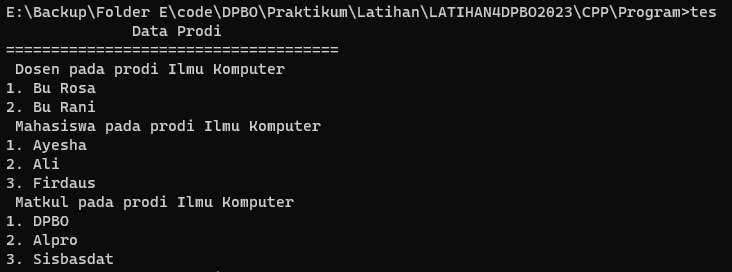 E:\Backup\Folder E\code\DPBO\Praktikum\Latihan\LATIHAN4DPBO2023\CPP\Program>tes
Data Prodi
=====================================
Dosen pada prodi Ilmu Komputer
1. Bu Rosa
2. Bu Rani
Mahasiswa pada prodi Ilmu Komputer
1. Ayesha
2. Ali
3. Firdaus
Matkul pada prodi Ilmu Komputer
1. DPBO
2. Alpro
3. Sisbasdat